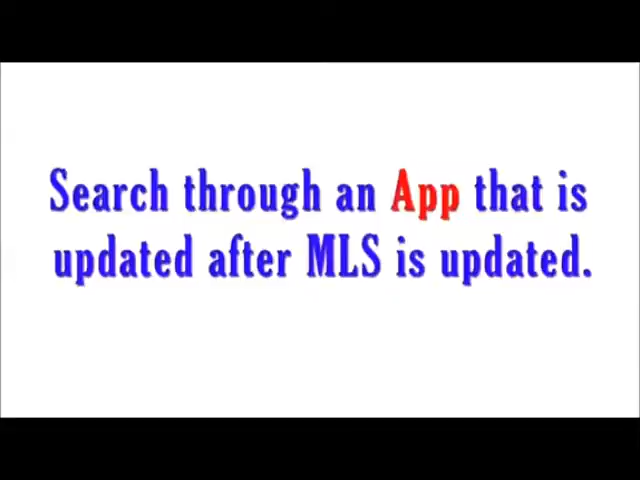 Search through an App that is
updated after MLS is updated.